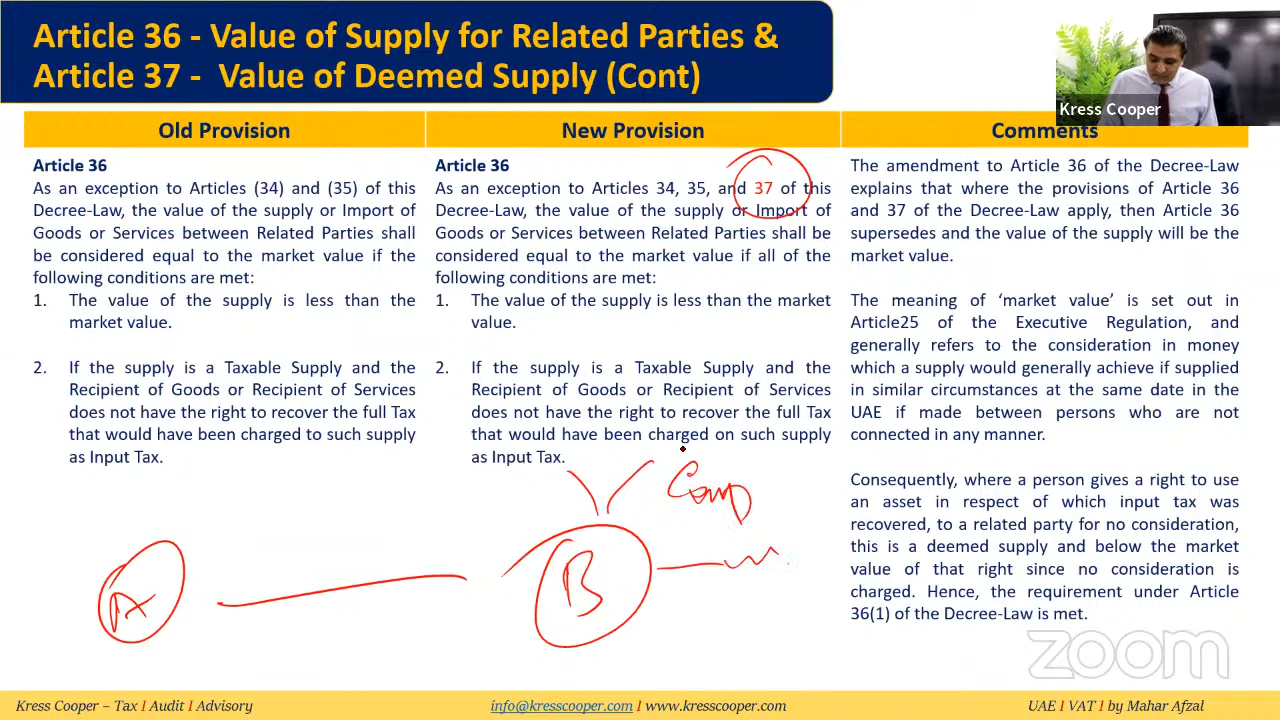 Article 36 - Value of Supply for Related Parties &
Article 37 - Value of Deemed Supply (Cont)
Kress Cooper
Old Provision
New Provision
Comments
Article 36
As an exception to Articles (34) and (35) of this
Decree-Law, the value of the supply or Import of
Goods or Services between Related Parties shall
be considered equal to the market value if the
following conditions are met:
1. The value of the supply is less than the
market value.
2. If the supply is a Taxable Supply and the
Recipient of Goods or Recipient of Services
does not have the right to recover the full Tax
that would have been charged to such supply
as Input Tax.
Article 36
As an exception to Articles 34, 35, and 37 of this
Decree-Law, the value of the supply or Import of
Goods or Services between Related Parties shall be
considered equal to the market value if all of the
following conditions are met:
1. The value of the supply is less than the market
value.
2. If the supply is a Taxable Supply and the
Recipient of Goods or Recipient of Services
does not have the right to recover the full Tax
that would have been charged on such supply
as Input Tax.
The amendment to Article 36 of the Decree-Law
explains that where the provisions of Article 36
and 37 of the Decree-Law apply, then Article 36
supersedes and the value of the supply will be the
market value.
The meaning of ‘market value’ is set out in
Article25 of the Executive Regulation, and
generally refers to the consideration in money
which a supply would generally achieve if supplied
in similar circumstances at the same date in the
UAE if made between persons who are not
connected in any manner.
Consequently, where a person gives a right to use
an asset in respect of which input tax was
recovered, to a related party for no consideration,
this is a deemed supply and below the market
value of that right since no consideration is
charged. Hence, the requirement under Article
36(1) of the Decree-Law is met.
A
B
zoom
Kress Cooper – Tax I Audit I Advisory
info@kresscooper.com I www.kresscooper.com
UAE I VAT I by Mahar Afzal